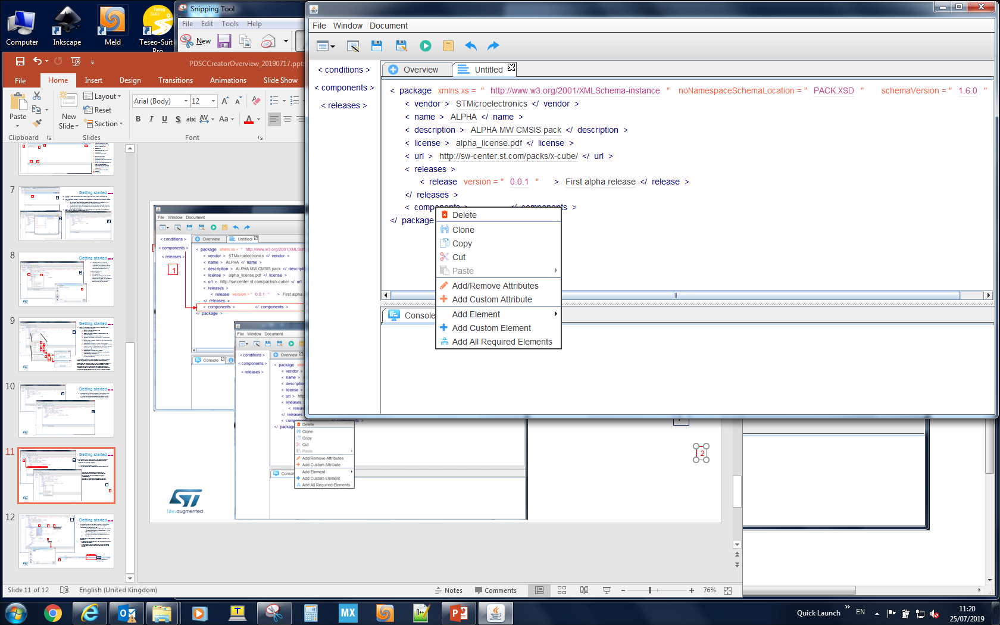 Computer
Inkscape
Meld
Teseo-Suit
Pro
Snipping Tool
File Edit Tools Help
New
PDSCCreatorOverview_20190717.ppt
File Home Insert Design Transitions Animations Slide Show
Paste
New
Slide
Layout
Reset
Section
Arial (Body) 12
B I U S abc AV Aa A
Clipboard Slides Font
7
Getting started
8
Getting started
9
Getting started
10
Getting started
11
Getting started
12
Getting started
File Window Document
< conditions >
< components >
< releases >
1
Overview Untitled
< package xmlns:xs = " http://www.w3.org/2001/XMLSc
< vendor > STMicroelectronics </ vendor >
< name > ALPHA </ name >
< description > ALPHA MW CMSIS pack </ descript
< license > alpha_license.pdf </ license >
< url > http://sw-center.st.com/packs/x-cube/ </ url
< releases >
< release version = " 0.0.1 " > First alpha
</ releases >
< components > </ components >
</ package >
Console
File Window Document
< conditions >
< components >
< releases >
Overview
< package xm
< vendor >
< name >
< description
< license >
< url > http
< releases
< rele
</ releases
</ package
Delete
Clone
Copy
Cut
Paste
Add/Remove Attributes
Add Custom Attribute
Add Element
Add Custom Element
Add All Required Elements
Consol
ST
life.augmented
2
File Window Document
< conditions >
< components >
< releases >
Overview Untitled
< package xmlns:xs = " http://www.w3.org/2001/XMLSchema-instance " noNamespaceSchemaLocation = " PACK.XSD " schemaVersion = " 1.6.0 "
< vendor > STMicroelectronics </ vendor >
< name > ALPHA </ name >
< description > ALPHA MW CMSIS pack </ description >
< license > alpha_license.pdf </ license >
< url > http://sw-center.st.com/packs/x-cube/ </ url >
< releases >
< release version = " 0.0.1 " > First alpha release </ release >
</ releases >
< components > </ components >
</ package
Delete
Clone
Copy
Cut
Paste
Add/Remove Attributes
Add Custom Attribute
Add Element
Add Custom Element
Add All Required Elements
Console
Slide 11 of 12 English (United Kingdom) Notes Comments 76%
Quick Launch EN
11:20
25/07/2019